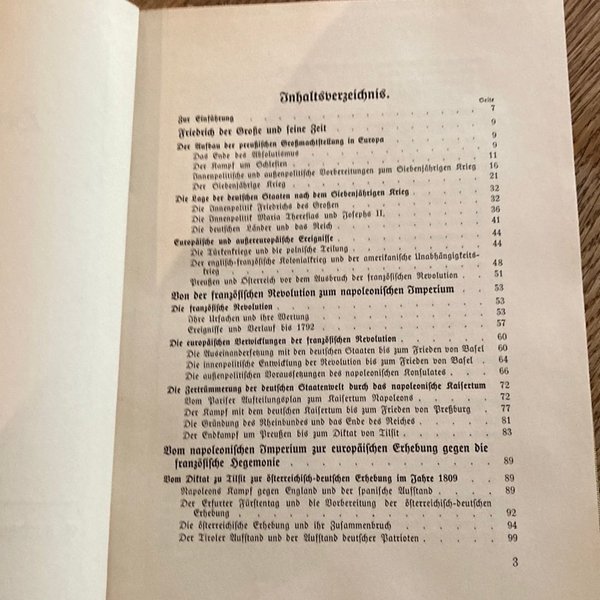 Inhaltsverzeichnis.
Seite
Zur Einführung . . . . . . . . . . 7
Friedrich der Große und seine Zeit . . . . . . . 9
Der Aufbau der preußischen Großmachtstellung in Europa . . . . 9
Das Ende des Absolutismus . . . . . . . . 9
Der Kampf um Schlesien . . . . . . . . 11
Innenpolitische und außenpolitische Vorbereitungen zum Siebenjährigen Krieg 16
Der Siebenjährige Krieg . . . . . . . . 21
Die Lage der deutschen Staaten nach dem Siebenjährigen Krieg . . . 32
Die Innenpolitik Friedrichs des Großen . . . . . . 32
Die Innenpolitik Maria Theresias und Josephs II. . . . . . 36
Die deutschen Länder und das Reich . . . . . . 41
Europäische und außereuropäische Ereignisse . . . . . . 44
Die Türkenkriege und die polnische Teilung . . . . . . 44
Der englisch-französische Kolonialkrieg und der amerikanische Unabhängigkeits-
krieg . . . . . . . . . . 48
Preußen und Österreich vor dem Ausbruch der französischen Revolution . . 51
Von der französischen Revolution zum napoleonischen Imperium . . 53
Die französische Revolution . . . . . . . . 53
Ihre Ursachen und ihre Wertung . . . . . . . 53
Ereignisse und Verlauf bis 1792 . . . . . . . 57
Die europäischen Verwicklungen der französischen Revolution . . . 60
Die Auseinandersetzung mit den deutschen Staaten bis zum Frieden von Basel 60
Die innenpolitische Entwicklung der Revolution bis zum Frieden von Basel . 64
Die außenpolitischen Voraussetzungen des napoleonischen Konsulates . . 66
Die Zertrümmerung der deutschen Staatenwelt durch das napoleonische Kaisertum 72
Vom Pariser Aufteilungsplan zum Kaisertum Napoleons . . . . 72
Der Kampf mit dem deutschen Kaisertum bis zum Frieden von Preßburg . 77
Die Gründung des Rheinbundes und das Ende des Reiches . . . . 81
Der Endkampf um Preußen bis zum Diktat von Tilsit . . . . 83
Vom napoleonischen Imperium zur europäischen Erhebung gegen die
französische Hegemonie . . . . . . . . 89
Vom Diktat zu Tilsit zur österreichisch-deutschen Erhebung im Jahre 1809 . 89
Napoleons Kampf gegen England und der spanische Aufstand . . . 89
Der Erfurter Fürstentag und die Vorbereitung der österreichisch-deutschen
Erhebung . . . . . . . . . . 92
Die österreichische Erhebung und ihr Zusammenbruch . . . . 94
Der Tiroler Aufstand und der Aufstand deutscher Patrioten . . . . 99
3